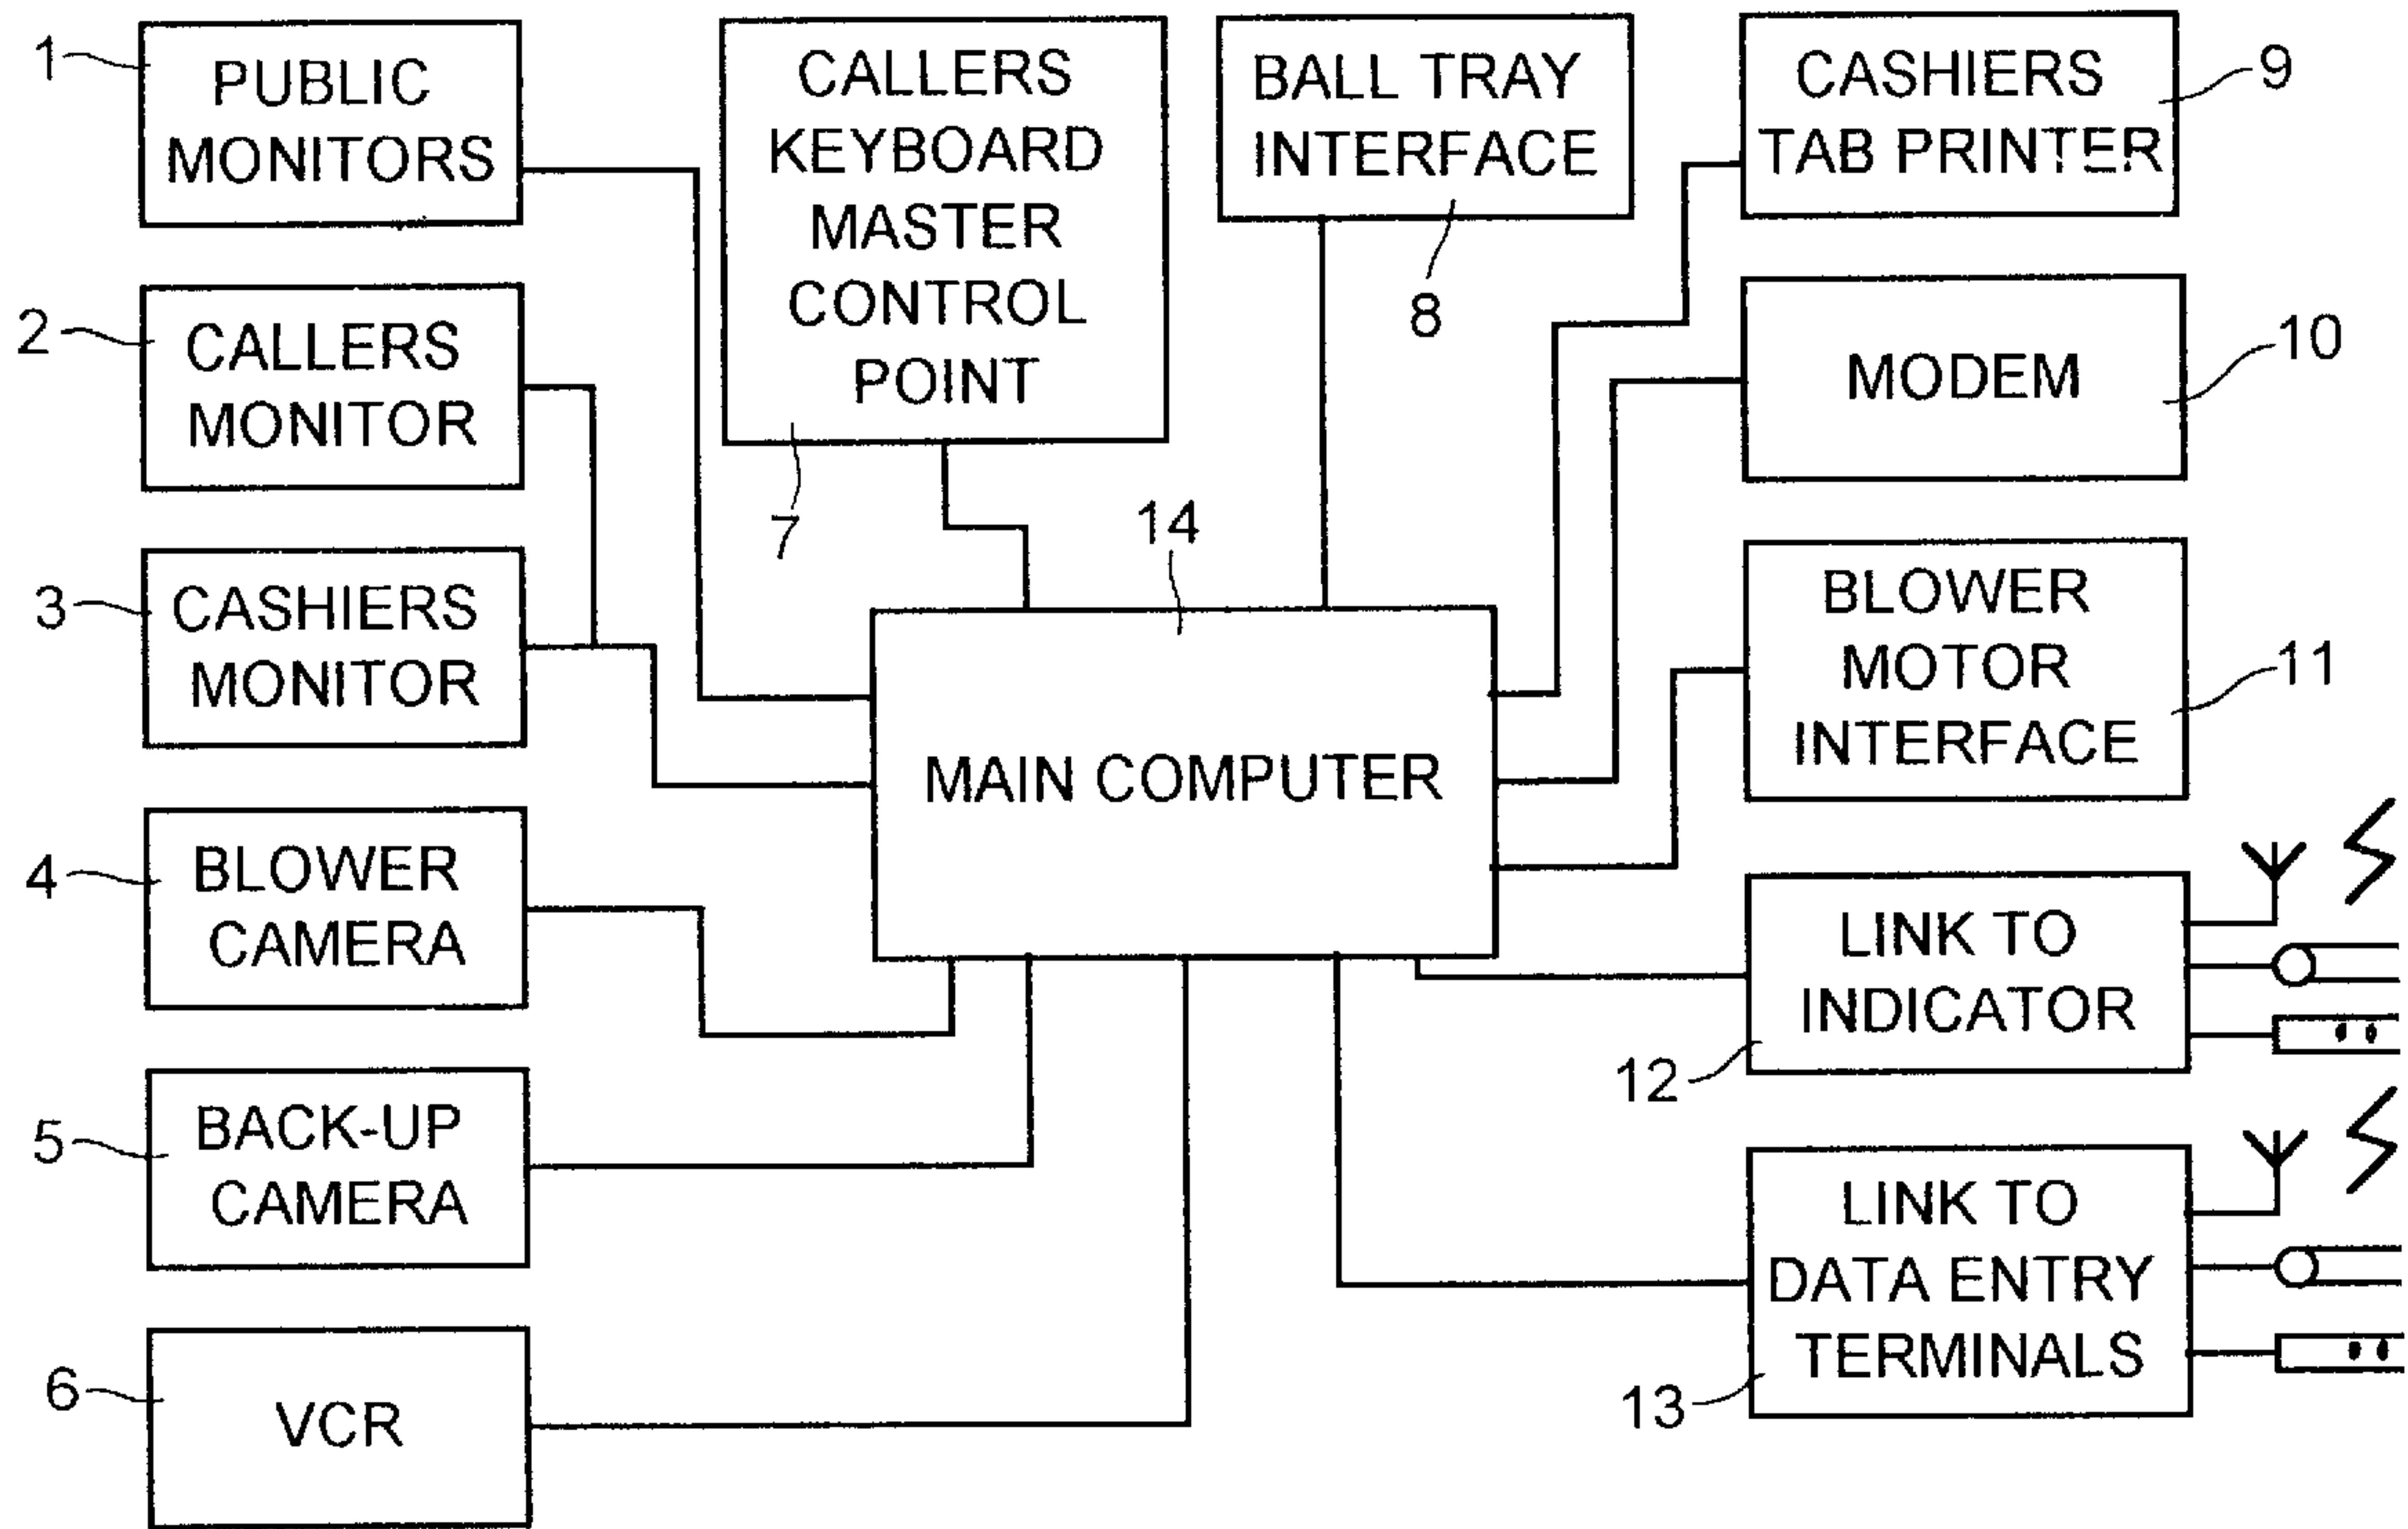 1
PUBLIC
MONITORS
2
CALLERS
MONITOR
3
CASHIERS
MONITOR
4
BLOWER
CAMERA
5
BACK-UP
CAMERA
6
VCR
CALLERS
KEYBOARD
MASTER
CONTROL
POINT
7
BALL TRAY
INTERFACE
8
14
MAIN COMPUTER
CASHIERS
TAB PRINTER
9
MODEM
10
BLOWER
MOTOR
INTERFACE
11
LINK TO
INDICATOR
12
LINK TO
DATA ENTRY
TERMINALS
13